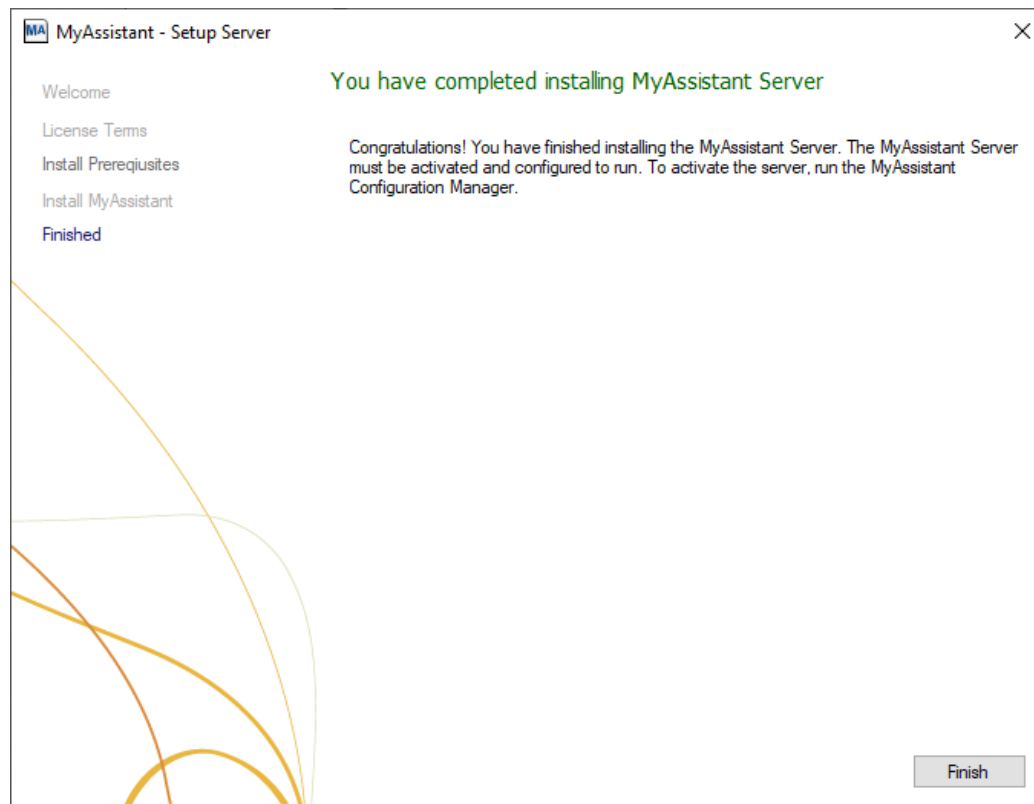 MA MyAssistant - Setup Server
You have completed installing MyAssistant Server
Welcome
License Terms
Install Prereqiusites
Install MyAssistant
Finished
Congratulations! You have finished installing the MyAssistant Server. The MyAssistant Server
must be activated and configured to run. To activate the server, run the MyAssistant
Configuration Manager.
Finish